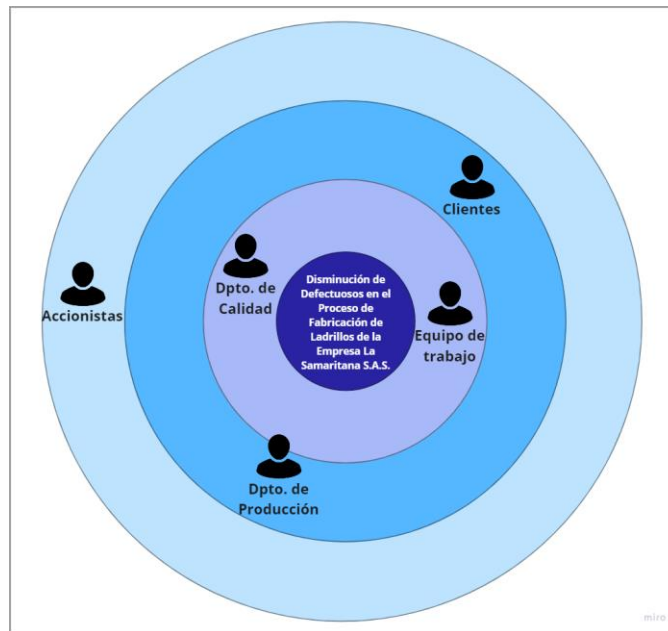 Clientes
Dpto. de
Calidad
Disminución de
Defectuosos en el
Proceso de
Fabricación de
Ladrillos de la
Empresa La
Samaritana S.A.S.
Accionistas
Equipo de
trabajo
Dpto. de
Producción
miro